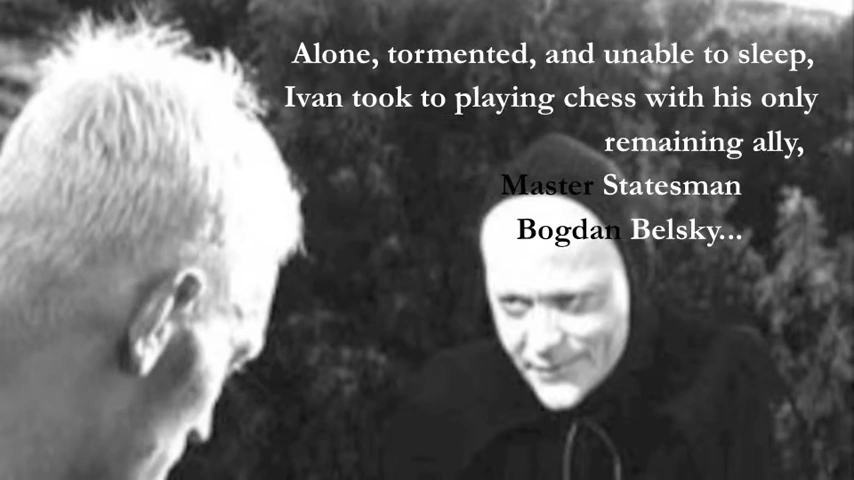 Alone, tormented, and unable to sleep,
Ivan took to playing chess with his only
remaining ally,
Master Statesman
Bogdan Belsky...